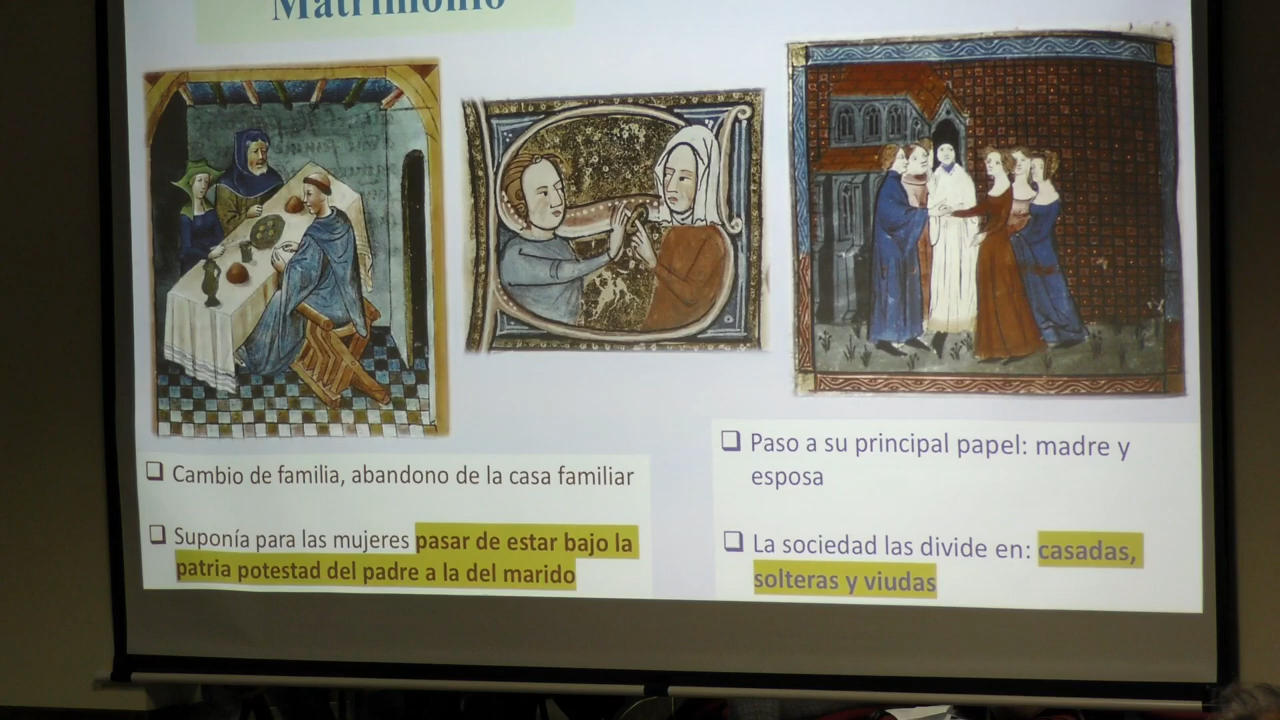 Matrimonio
Cambio de familia, abandono de la casa familiar
Suponía para las mujeres pasar de estar bajo la
patria potestad del padre a la del marido
Paso a su principal papel: madre y
esposa
La sociedad las divide en: casadas,
solteras y viudas